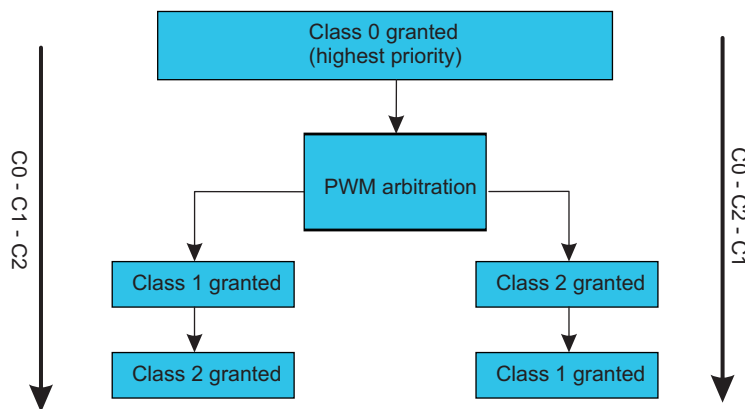 Class 0 granted
(highest priority)
PWM arbitration
C0 - C1 - C2
C0 - C2 - C1
Class 1 granted
Class 2 granted
Class 2 granted
Class 1 granted